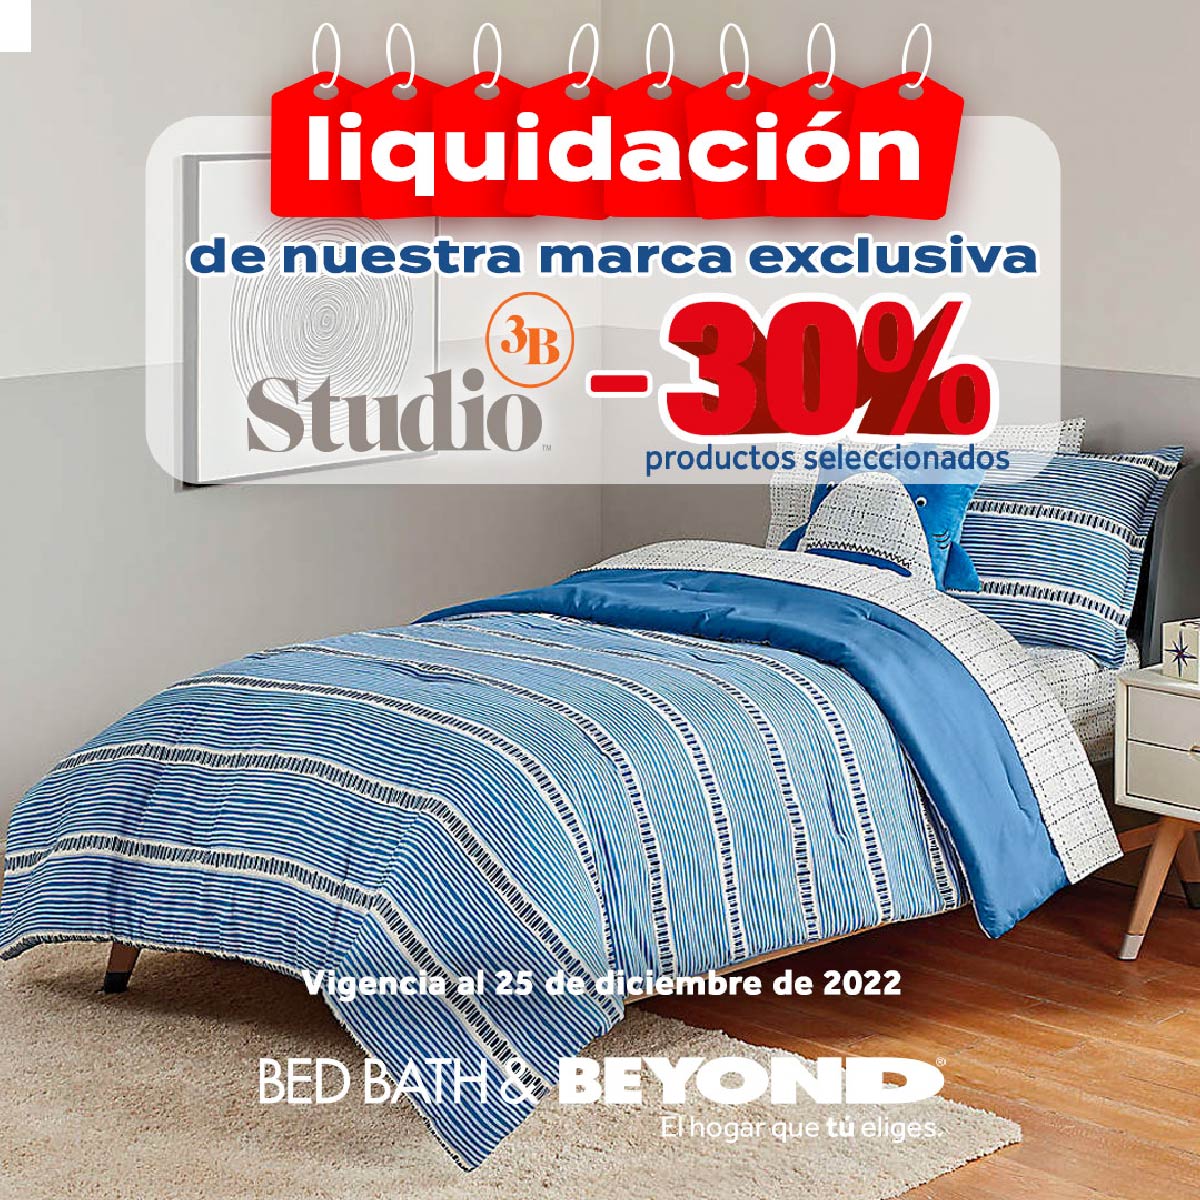 liquidación
de nuestra marca exclusiva
Studio 3B™ -30%
productos seleccionados
Vigencia al 25 de diciembre de 2022
BED BATH & BEYOND®
El hogar que tú eliges.